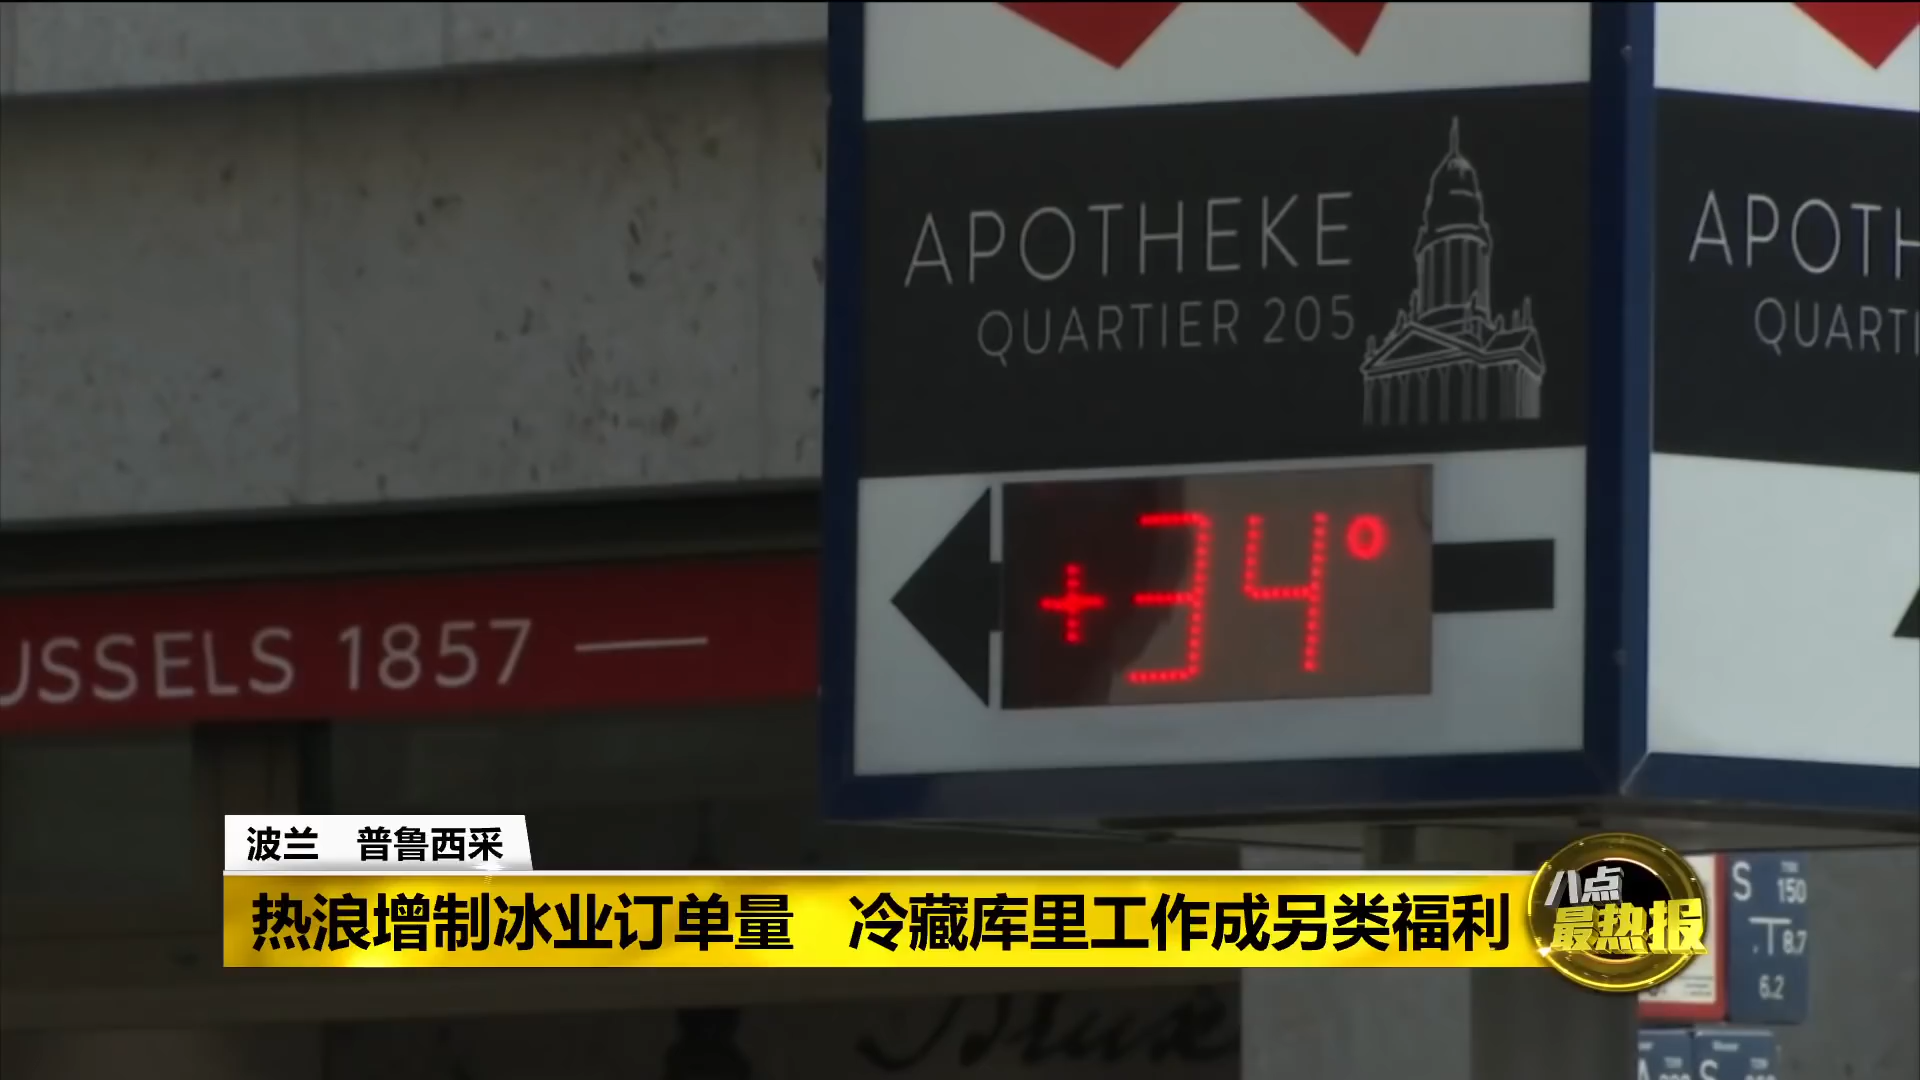 APOTHEKE
QUARTIER 205
APOTH
QUARTI
+34°
USSELS 1857 —
波兰 普鲁西采
热浪增制冰业订单量 冷藏库里工作成另类福利
八点
最热报
S
150
T 8.7
6.2
S